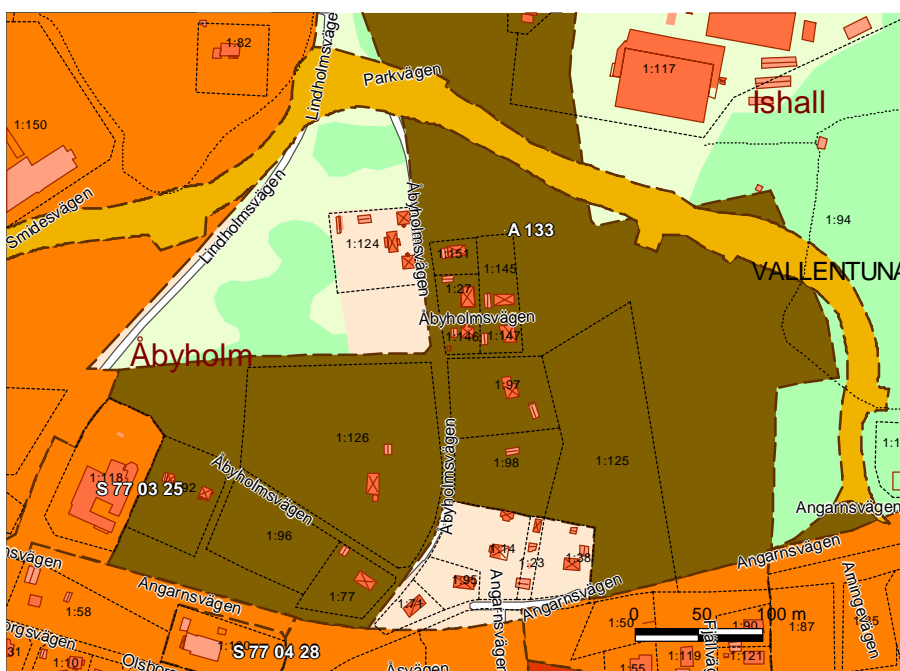 1:82
Lindholmsvägen
Parkvägen
1:117
Ishall
1:150
Smidesvägen
Lindholmsvägen
1:124
Åbyholmsvägen
A 133
1:94
1:151
1:145
VALLENTUNA
1:27
Åbyholmsvägen
1:146
1:147
Åbyholm
1:97
1:126
Åbyholmsvägen
1:98
1:125
1:118
S 77 03 25
Åbyholmsvägen
1:96
Angarnsvägen
1:14
1:23
1:38
Angarnsvägen
1:77
1:95
1:74
Angarnsvägen
Angarnsvägen
Angarnsvägen
1:58
0 50 100 m
1:50
1:90
1:87
Åmingevägen
S 77 04 28
1:119
1:121
1:55
Åsvägen